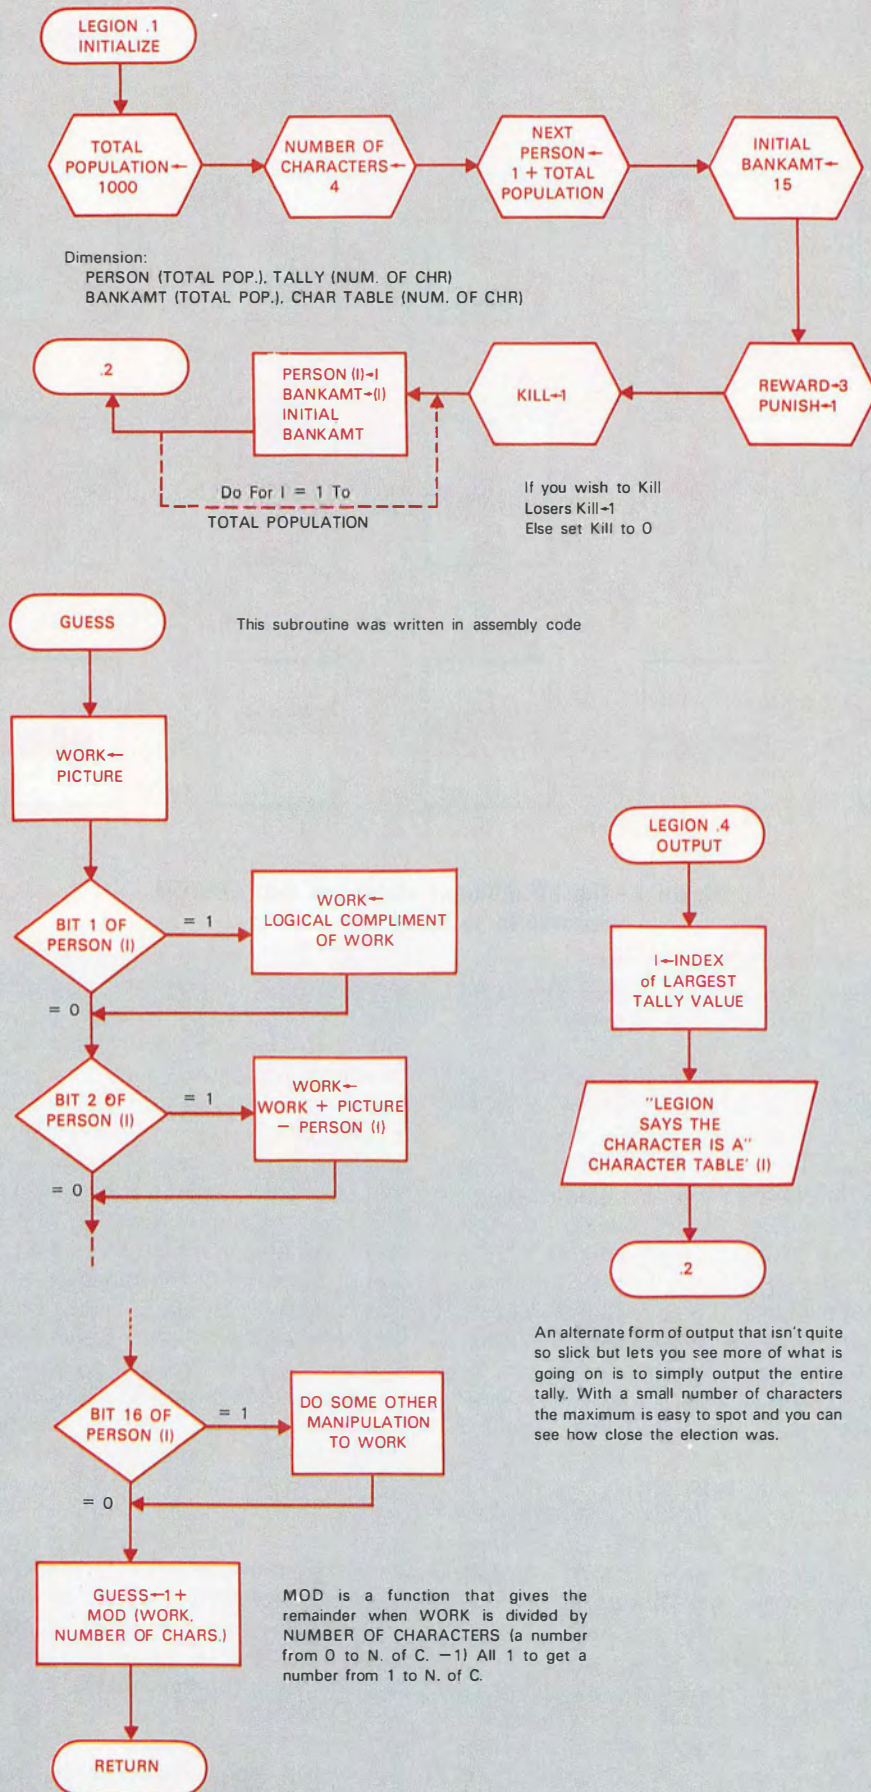 LEGION .1
INITIALIZE
TOTAL
POPULATION←
1000
NUMBER OF
CHARACTERS←
4
NEXT
PERSON←
1 + TOTAL
POPULATION
INITIAL
BANKAMT←
15
Dimension:
PERSON (TOTAL POP.), TALLY (NUM. OF CHR)
BANKAMT (TOTAL POP.), CHAR TABLE (NUM. OF CHR)
.2
PERSON (I)←I
BANKAMT←(I)
INITIAL
BANKAMT
KILL←1
REWARD←3
PUNISH←1
Do For I = 1 To
TOTAL POPULATION
If you wish to Kill
Losers Kill←1
Else set Kill to 0
GUESS
This subroutine was written in assembly code
WORK←
PICTURE
BIT 1 OF
PERSON (I)
= 1
WORK←
LOGICAL COMPLIMENT
OF WORK
= 0
BIT 2 OF
PERSON (I)
= 1
WORK←
WORK + PICTURE
− PERSON (I)
= 0
BIT 16 OF
PERSON (I)
= 1
DO SOME OTHER
MANIPULATION
TO WORK
= 0
GUESS←1 +
MOD (WORK,
NUMBER OF CHARS.)
MOD is a function that gives the
remainder when WORK is divided by
NUMBER OF CHARACTERS (a number
from 0 to N. of C. −1) All 1 to get a
number from 1 to N. of C.
RETURN
LEGION .4
OUTPUT
I←INDEX
of LARGEST
TALLY VALUE
"LEGION
SAYS THE
CHARACTER IS A"
CHARACTER TABLE' (I)
.2
An alternate form of output that isn't quite
so slick but lets you see more of what is
going on is to simply output the entire
tally. With a small number of characters
the maximum is easy to spot and you can
see how close the election was.